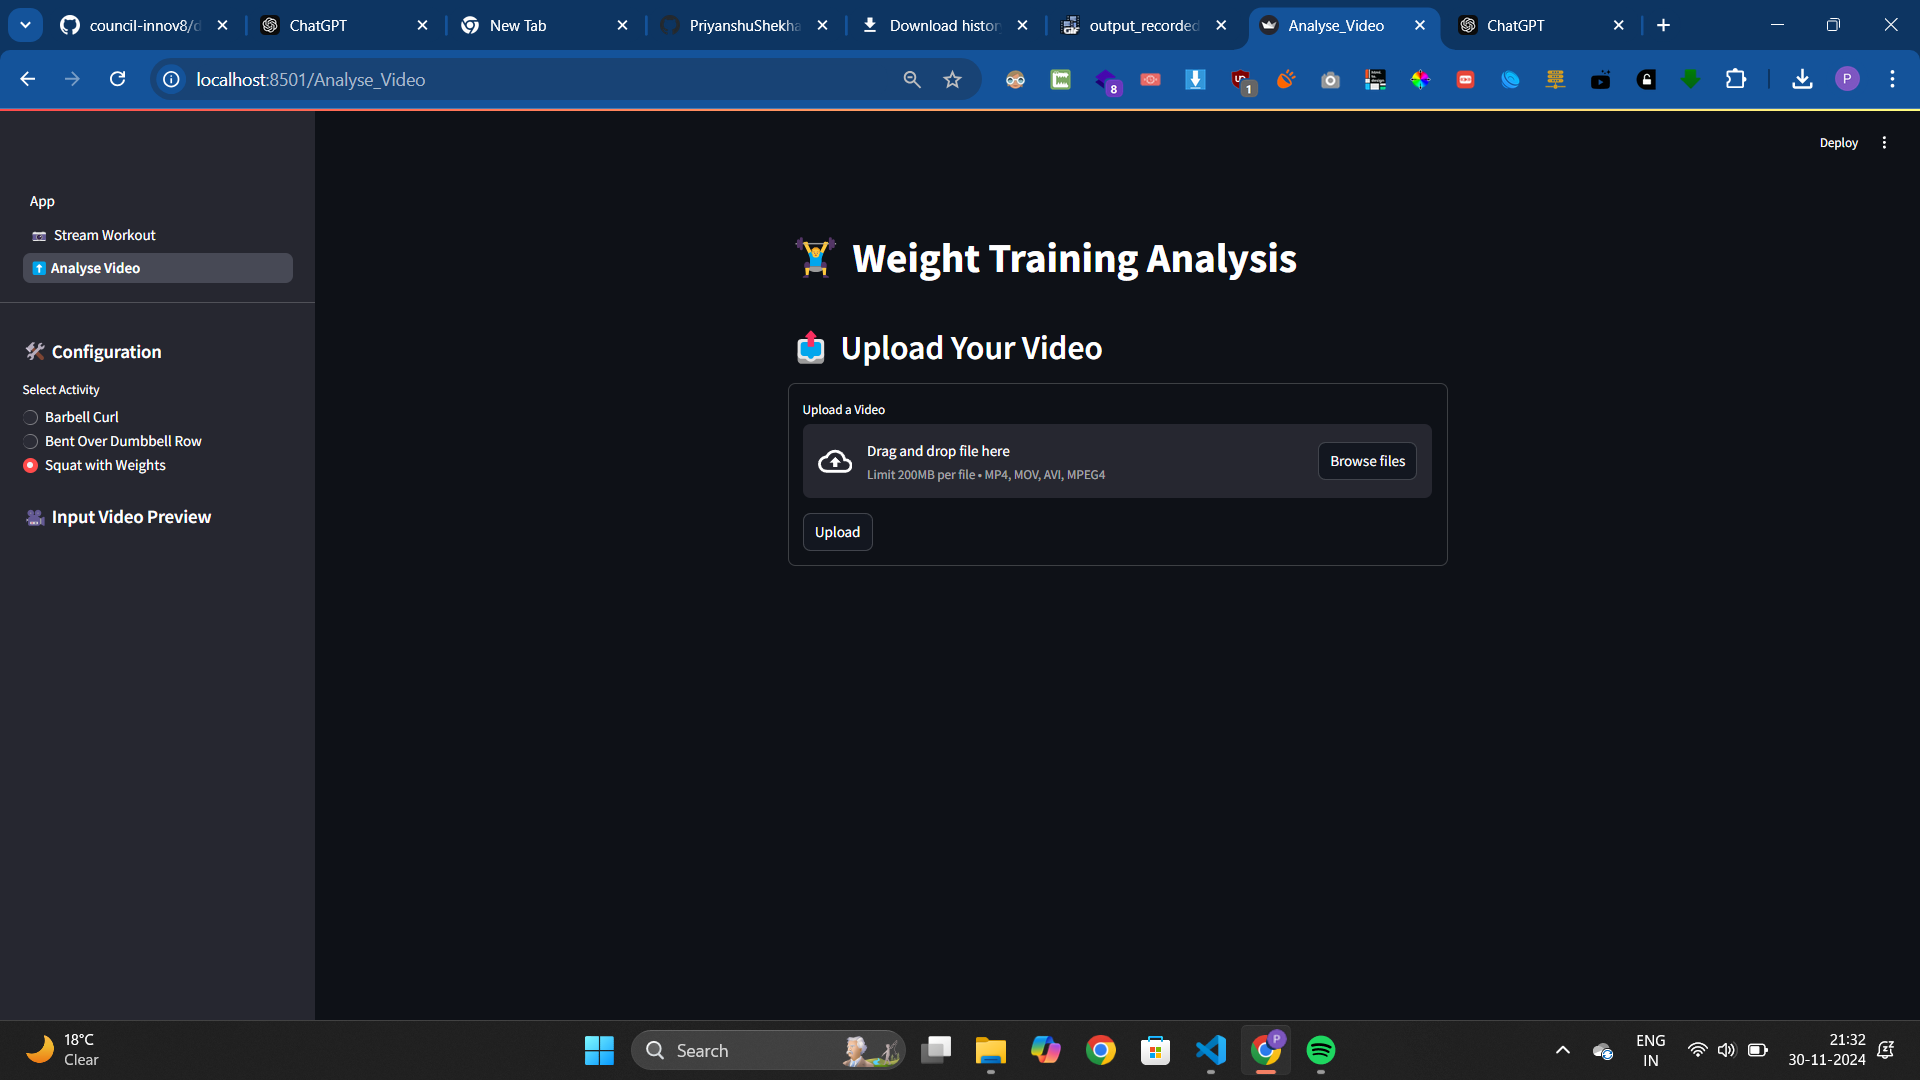 council-innov8/d
ChatGPT
New Tab
PriyanshuShekha
Download histor
output_recorded
Analyse_Video
ChatGPT
localhost:8501/Analyse_Video
8
1
P
Deploy
App
Stream Workout
Analyse Video
Configuration
Select Activity
Barbell Curl
Bent Over Dumbbell Row
Squat with Weights
Input Video Preview
Weight Training Analysis
Upload Your Video
Upload a Video
Drag and drop file here
Limit 200MB per file • MP4, MOV, AVI, MPEG4
Browse files
Upload
18°C
Clear
Search
P
ENG
IN
21:32
30-11-2024